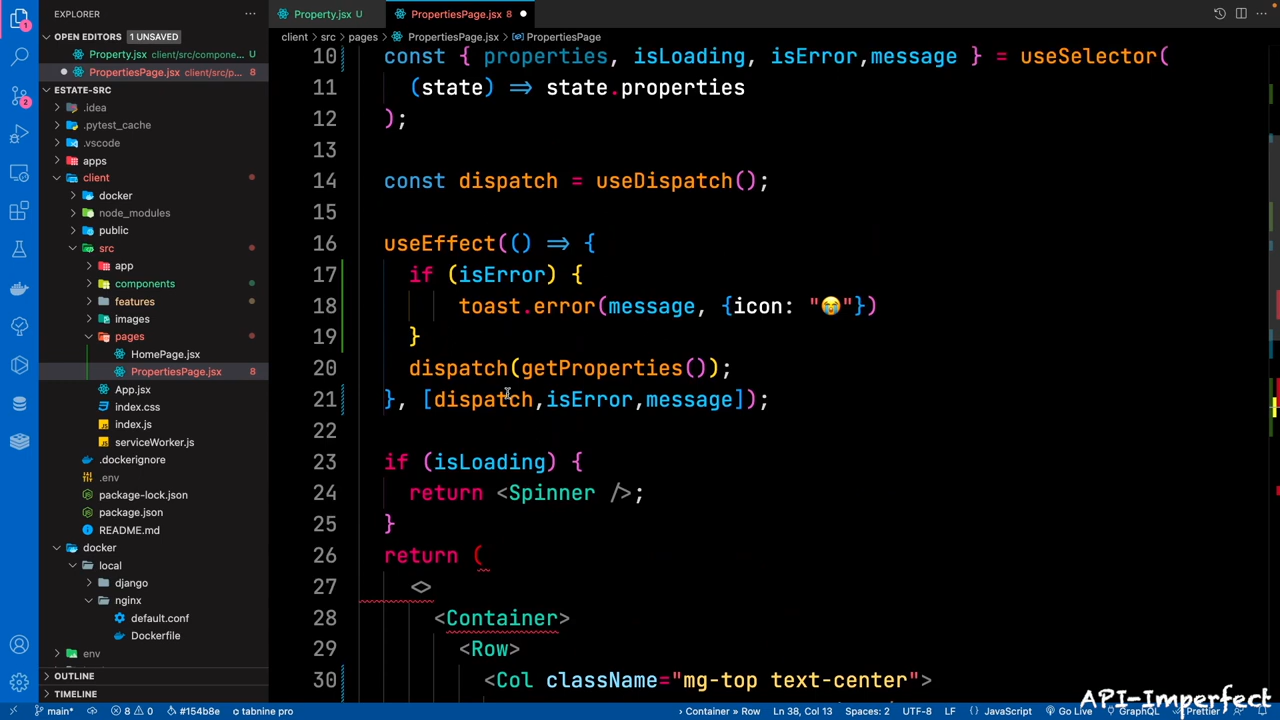 EXPLORER
OPEN EDITORS 1 UNSAVED
Property.jsx client/src/compone... U
PropertiesPage.jsx client/src/p... 8
ESTATE-SRC
.idea
.pytest_cache
.vscode
apps
client
docker
node_modules
public
src
app
components
features
images
pages
HomePage.jsx
PropertiesPage.jsx 8
App.jsx
index.css
index.js
serviceWorker.js
.dockerignore
.env
package-lock.json
package.json
README.md
docker
local
django
nginx
default.conf
Dockerfile
env
OUTLINE
TIMELINE
Property.jsx U
PropertiesPage.jsx 8
client > src > pages > PropertiesPage.jsx > PropertiesPage
10 const { properties, isLoading, isError,message } = useSelector(
11 (state) => state.properties
12 );
13
14 const dispatch = useDispatch();
15
16 useEffect(() => {
17 if (isError) {
18 toast.error(message, {icon: "😭"})
19 }
20 dispatch(getProperties());
21 }, [dispatch,isError,message]);
22
23 if (isLoading) {
24 return <Spinner />;
25 }
26 return (
27 <>
28 <Container>
29 <Row>
30 <Col className="mg-top text-center">
API-Imperfect
main* 8 0 #154b8e tabnine pro › Container › Row Ln 38, Col 13 Spaces: 2 UTF-8 LF JavaScript Go Live GraphQL Prettier
1
2